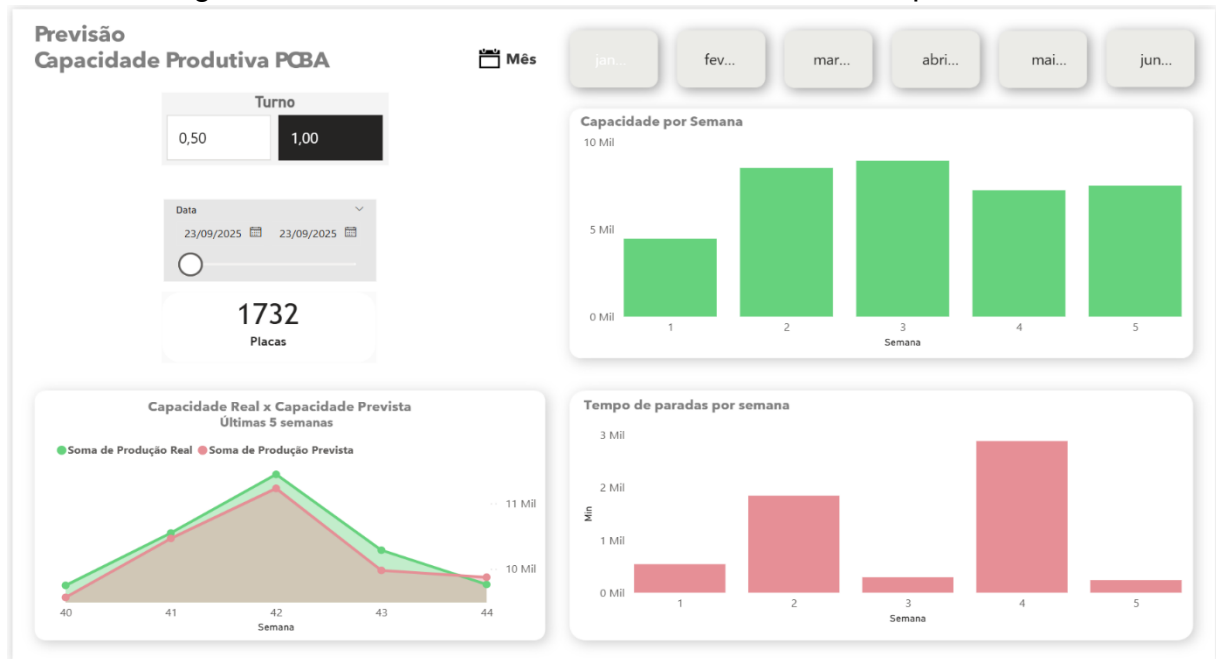 Previsão
Capacidade Produtiva PCBA
Mês
jan...
fev...
mar...
abri...
mai...
jun...
Turno
0,50
1,00
Data
23/09/2025
23/09/2025
1732
Placas
Capacidade por Semana
10 Mil
5 Mil
0 Mil
1
2
3
4
5
Semana
Capacidade Real x Capacidade Prevista
Últimas 5 semanas
Soma de Produção Real
Soma de Produção Prevista
11 Mil
10 Mil
40
41
42
43
44
Semana
Tempo de paradas por semana
3 Mil
2 Mil
1 Mil
0 Mil
Min
1
2
3
4
5
Semana